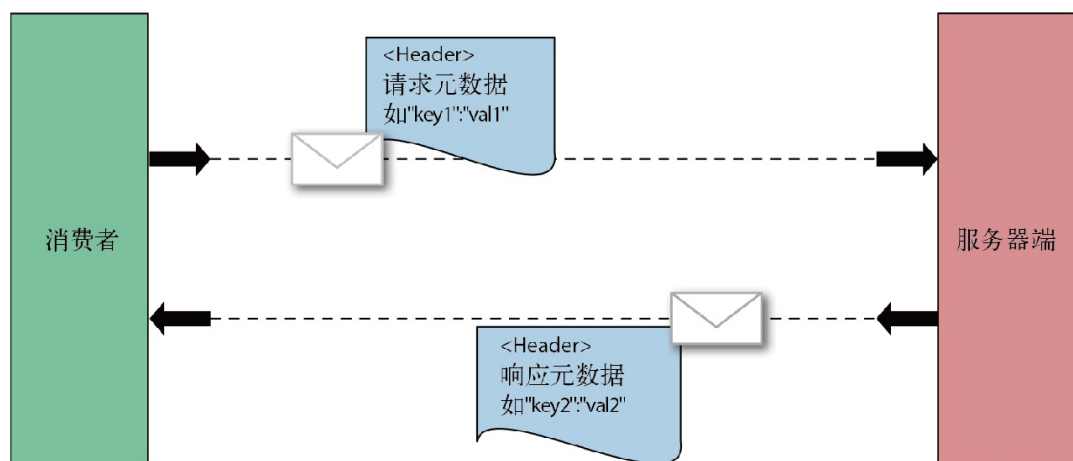 <Header>
请求元数据
如"key1":"val1"
消费者
服务器端
<Header>
响应元数据
如"key2":"val2"